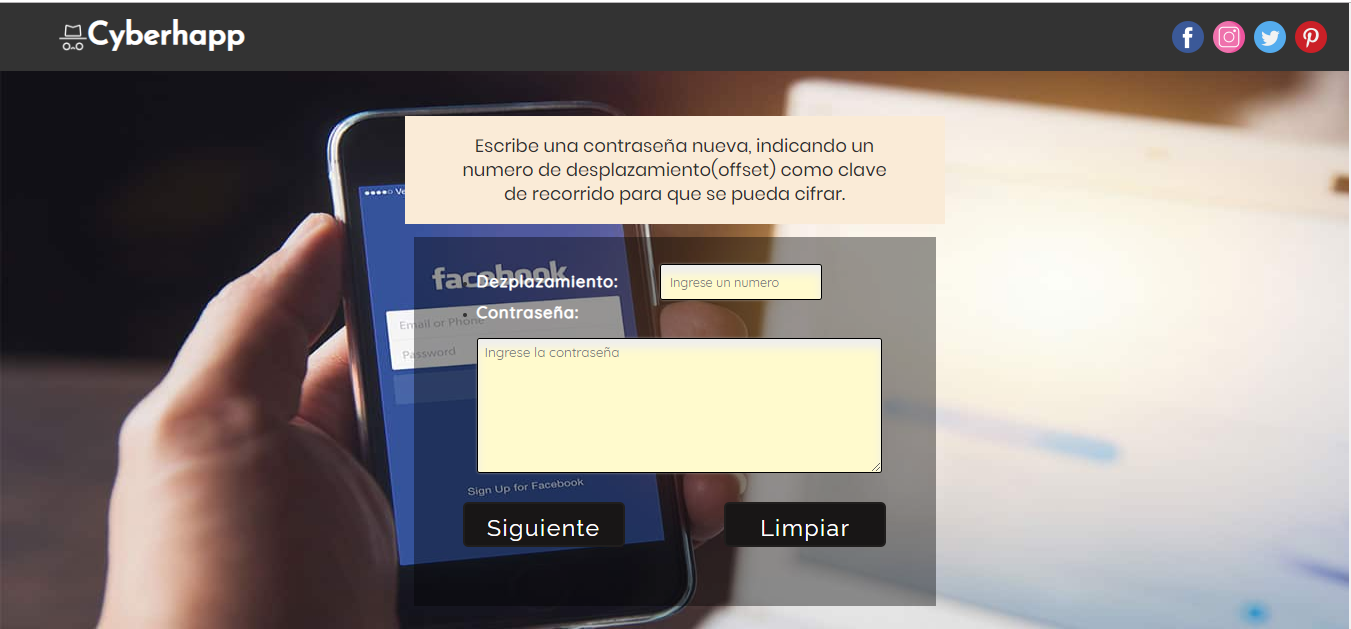 Cyberhapp
Escribe una contraseña nueva, indicando un
numero de desplazamiento(offset) como clave
de recorrido para que se pueda cifrar.
facebook
Dezplazamiento:
Ingrese un numero
Contraseña:
Email or Phone
Password
Ingrese la contraseña
Sign Up for Facebook
Siguiente
Limpiar